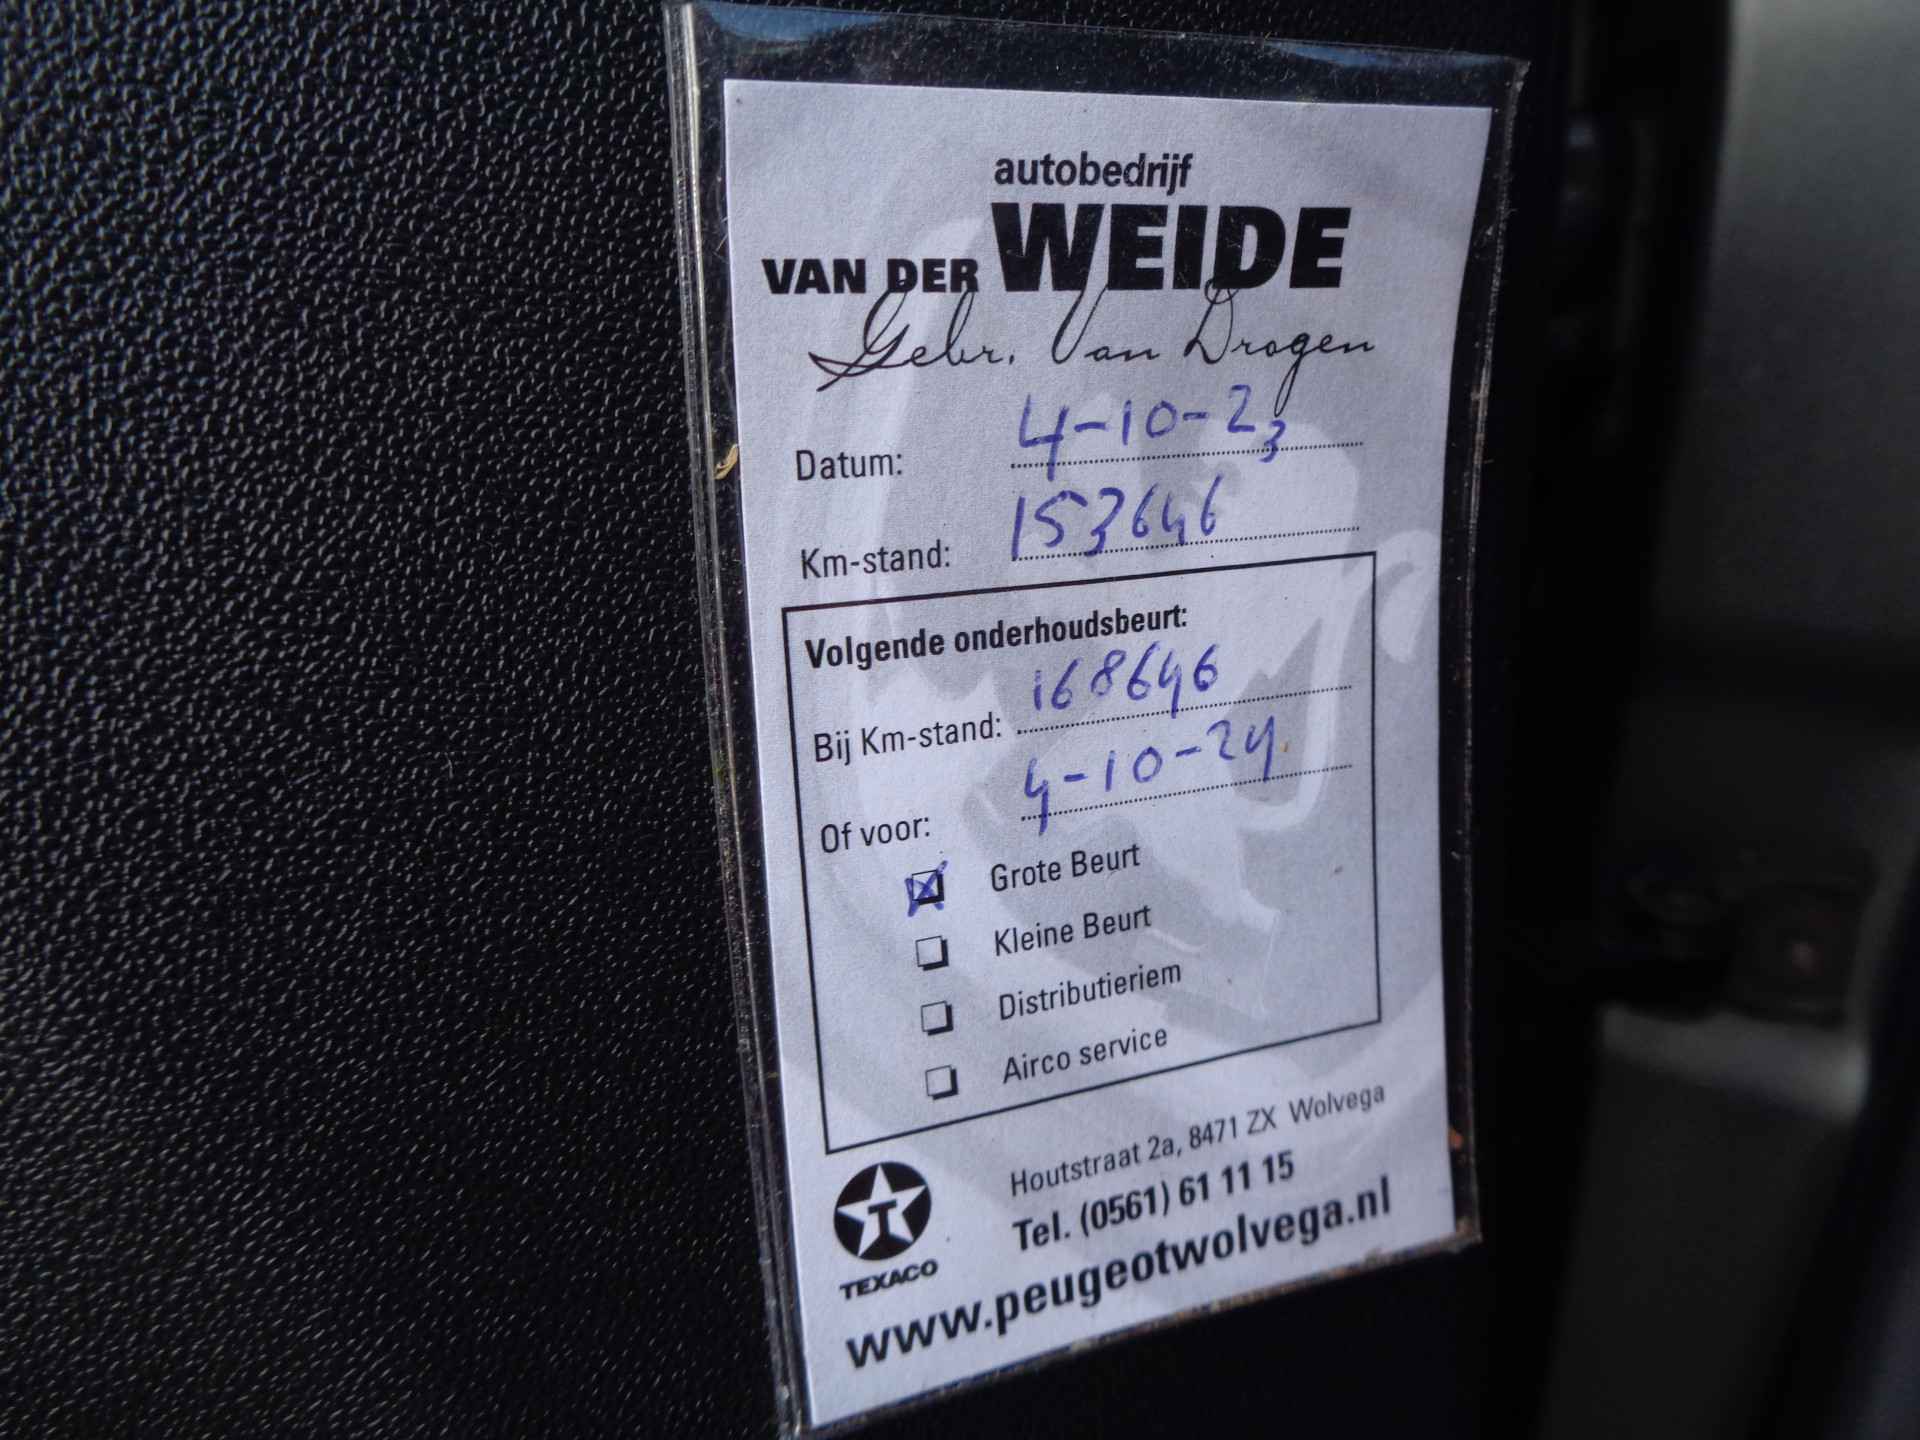 autobedrijf
VAN DER WEIDE
Gebr. Van Drogen
Datum: 4-10-23
Km-stand: 153646
Volgende onderhoudsbeurt:
Bij Km-stand: 168646
Of voor: 4-10-24
Grote Beurt
Kleine Beurt
Distributieriem
Airco service
Houtstraat 2a, 8471 ZX Wolvega
Tel. (0561) 61 11 15
T
TEXACO
www.peugeotwolvega.nl